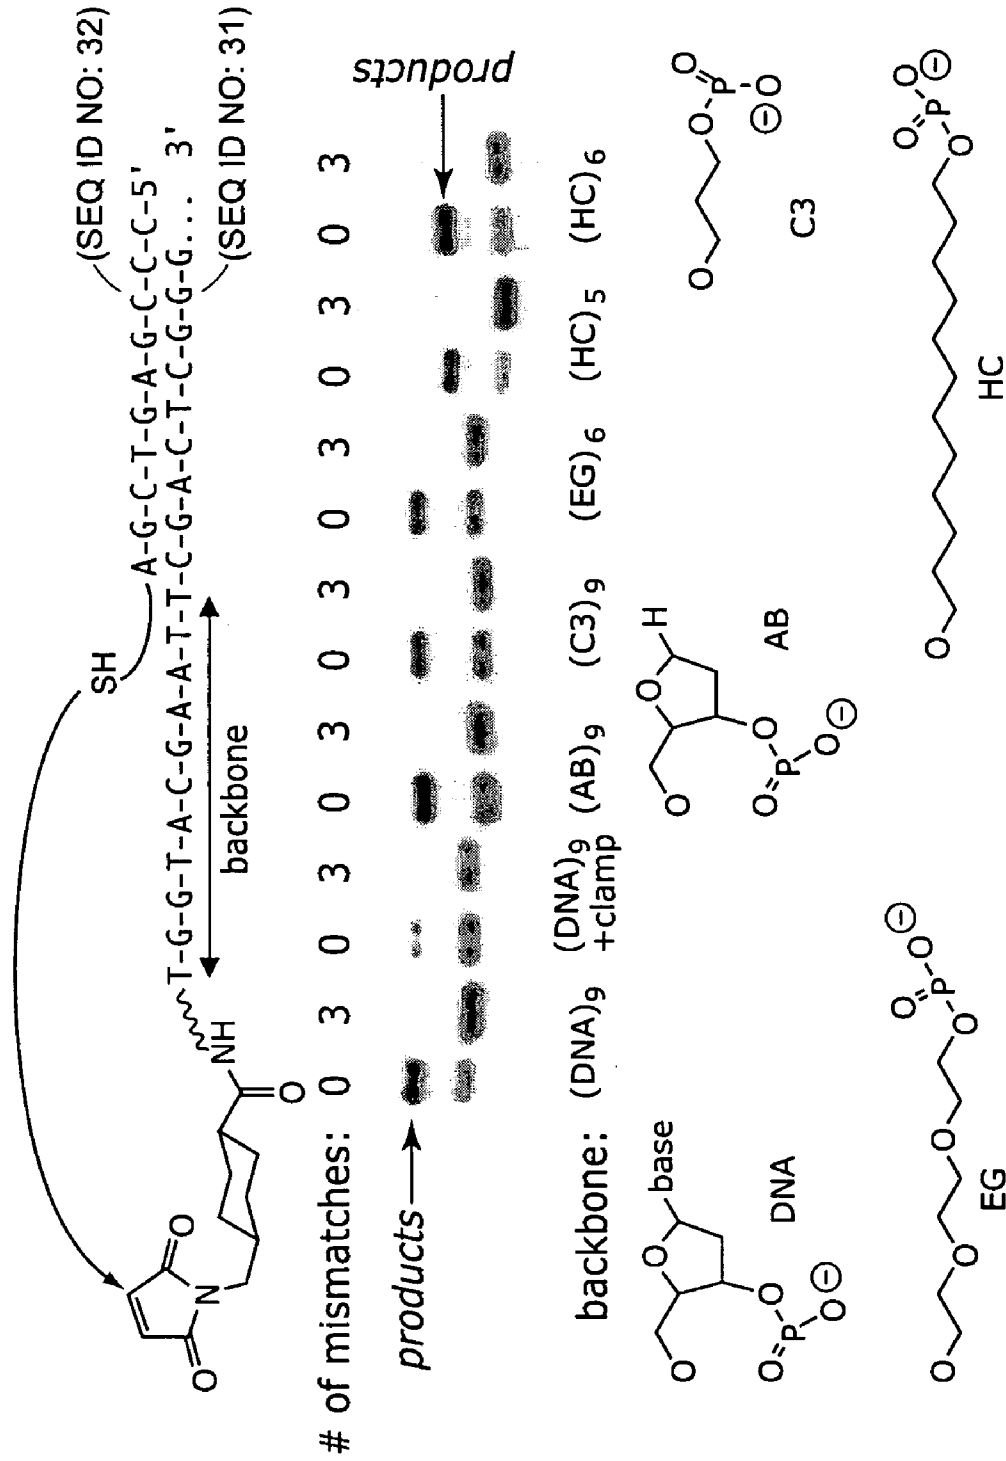 (SEQ ID NO: 32)
SH
A-G-C-T-G-A-G-C-C-C-5'
T-G-G-T-A-C-G-A-A-T-T-C-G-A-C-T-C-G-G-G... 3'
(SEQ ID NO: 31)
backbone
NH
O
O
N
O
# of mismatches: 0 3 0 3 0 3 0 3 0 3 0 3 0 3
products
products
backbone: (DNA)9 (DNA)9 +clamp (AB)9 (C3)9 (EG)6 (HC)5 (HC)6
O O base O O=P O −
DNA
O O H O O=P O −
AB
O O O=P-O −
C3
O O O O O=P O −
EG
O O O=P O −
HC